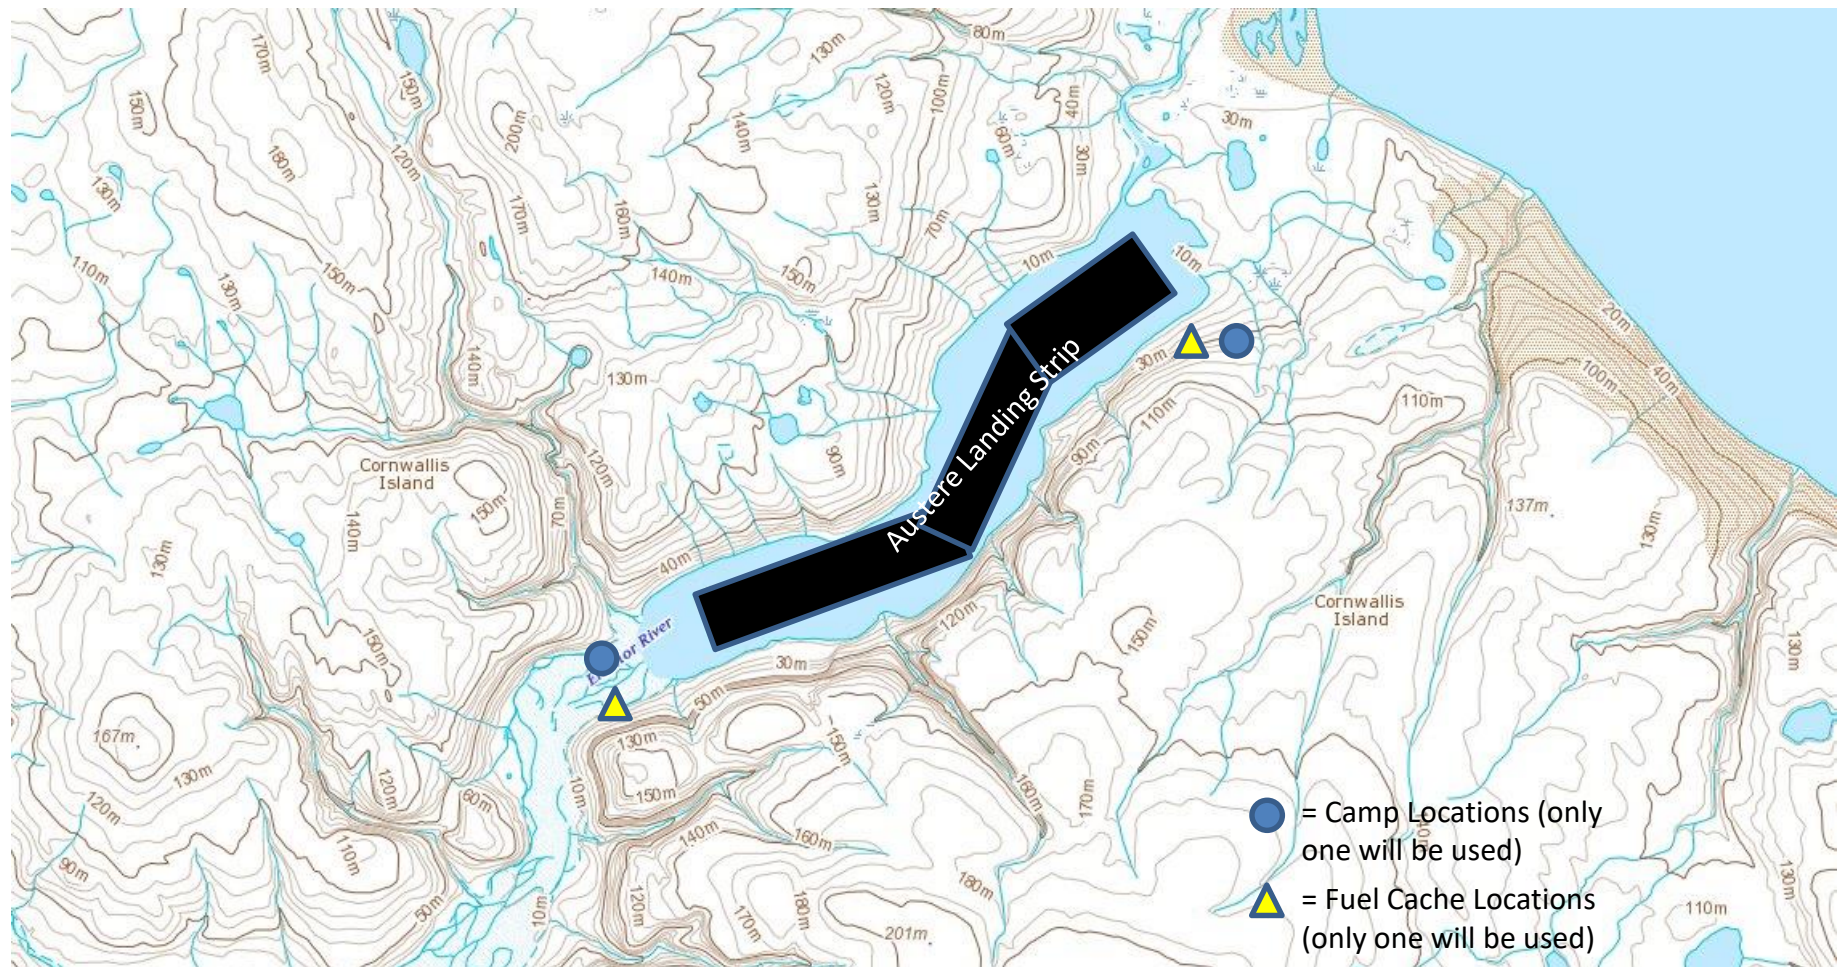 80m
170m
130m
150m
120m
100m
40m
150m
200m
140m
60m
30m
30m
180m
120m
130m
130m
170m
160m
70m
110m
130m
150m
140m
150m
10m
10m
20m
140m
130m
30m
100m
40m
110m
110m
Austere Landing Strip
90m
90m
120m
Cornwallis
Island
150m
70m
140m
137m
130m
130m
40m
Cornwallis
Island
120m
150m
150m
River
30m
130m
50m
167m
130m
150m
130m
120m
120m
60m
10m
150m
160m
170m
140m
160m
110m
90m
50m
10m
120m
170m
180m
180m
201m
130m
110m
= Camp Locations (only
one will be used)
= Fuel Cache Locations
(only one will be used)